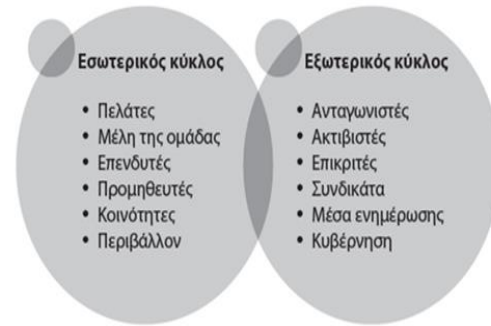 Εσωτερικός κύκλος
• Πελάτες
• Μέλη της ομάδας
• Επενδυτές
• Προμηθευτές
• Κοινότητες
• Περιβάλλον
Εξωτερικός κύκλος
• Ανταγωνιστές
• Ακτιβιστές
• Επικριτές
• Συνδικάτα
• Μέσα ενημέρωσης
• Κυβέρνηση